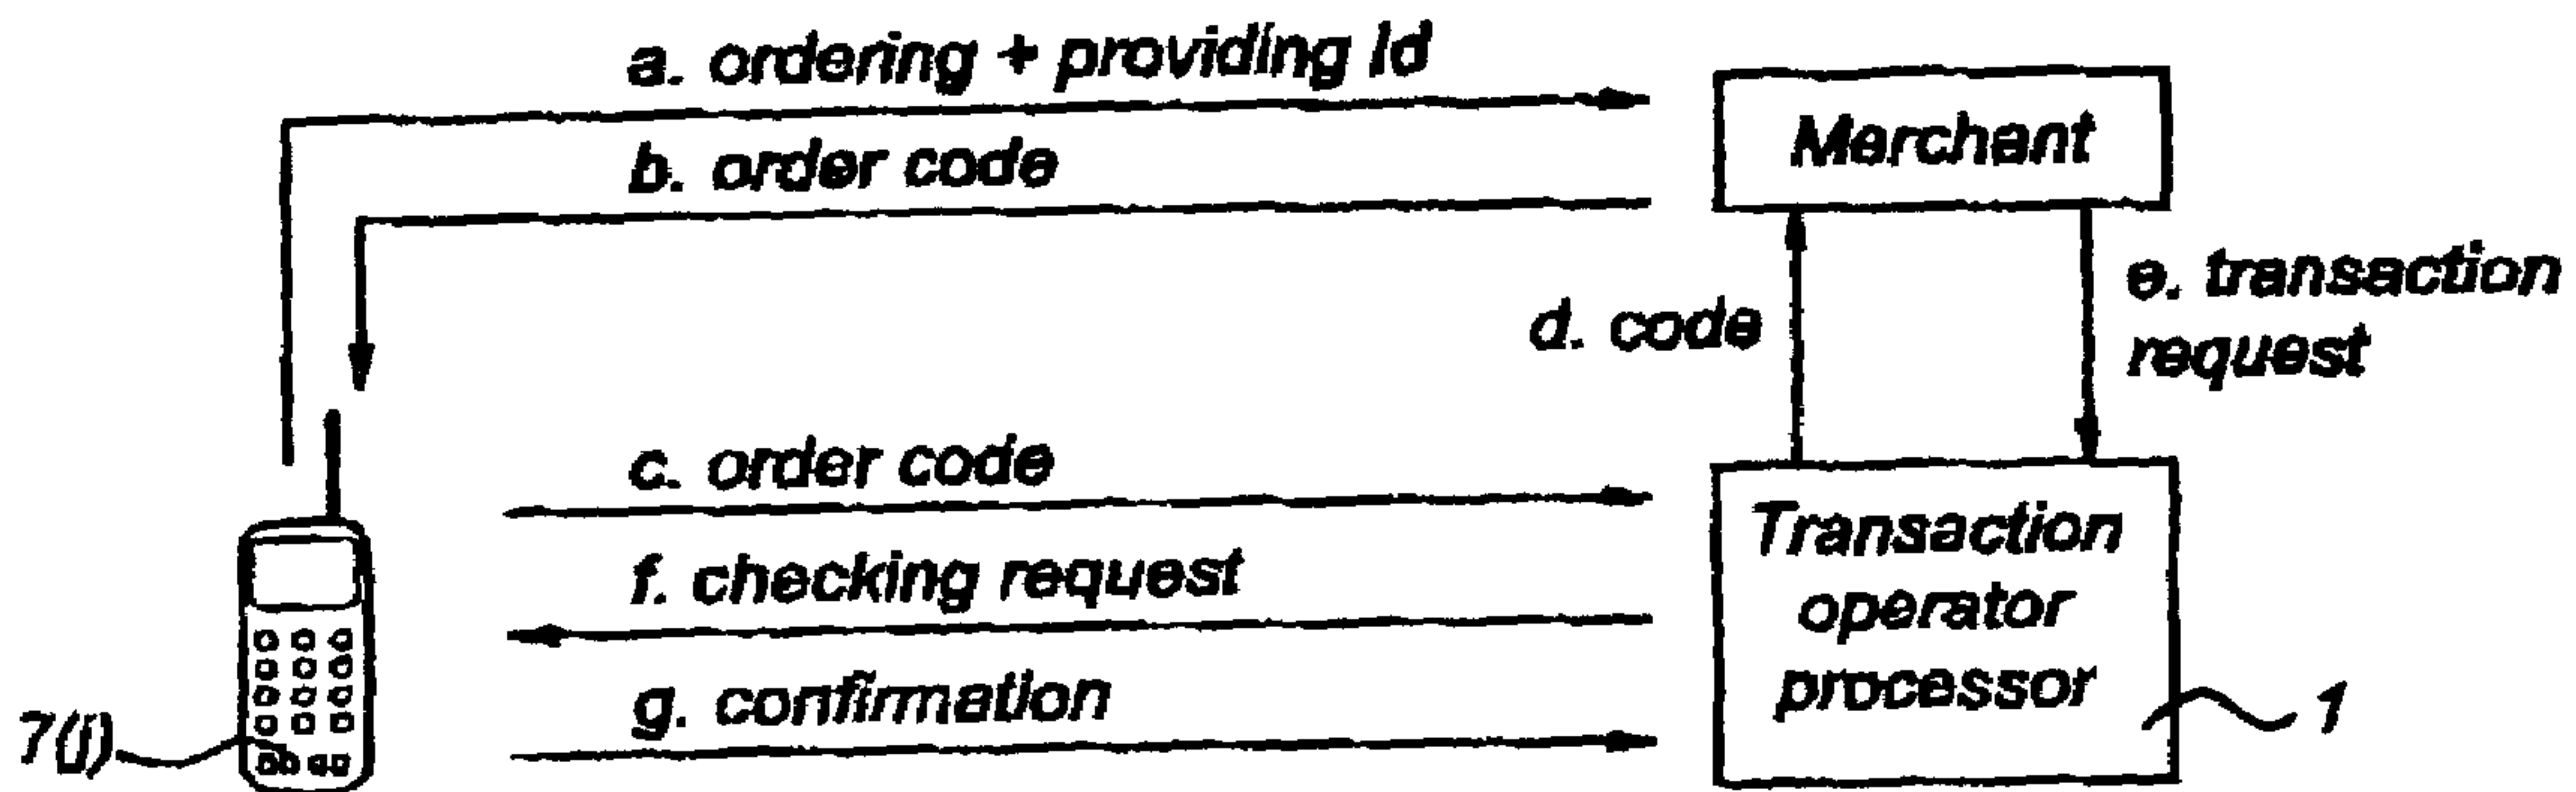 a. ordering + providing Id
Merchant
b. order code
e. transaction
request
d. code
c. order code
Transaction
operator
processor
f. checking request
g. confirmation
7(j)
1